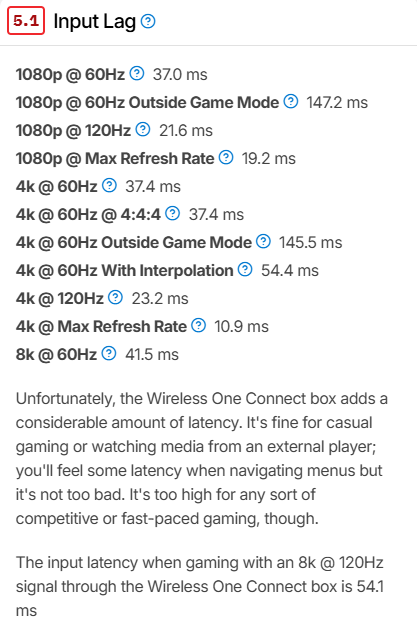 5.1 Input Lag ?
1080p @ 60Hz ? 37.0 ms
1080p @ 60Hz Outside Game Mode ? 147.2 ms
1080p @ 120Hz ? 21.6 ms
1080p @ Max Refresh Rate ? 19.2 ms
4k @ 60Hz ? 37.4 ms
4k @ 60Hz @ 4:4:4 ? 37.4 ms
4k @ 60Hz Outside Game Mode ? 145.5 ms
4k @ 60Hz With Interpolation ? 54.4 ms
4k @ 120Hz ? 23.2 ms
4k @ Max Refresh Rate ? 10.9 ms
8k @ 60Hz ? 41.5 ms
Unfortunately, the Wireless One Connect box adds a
considerable amount of latency. It's fine for casual
gaming or watching media from an external player;
you'll feel some latency when navigating menus but
it's not too bad. It's too high for any sort of
competitive or fast-paced gaming, though.
The input latency when gaming with an 8k @ 120Hz
signal through the Wireless One Connect box is 54.1
ms